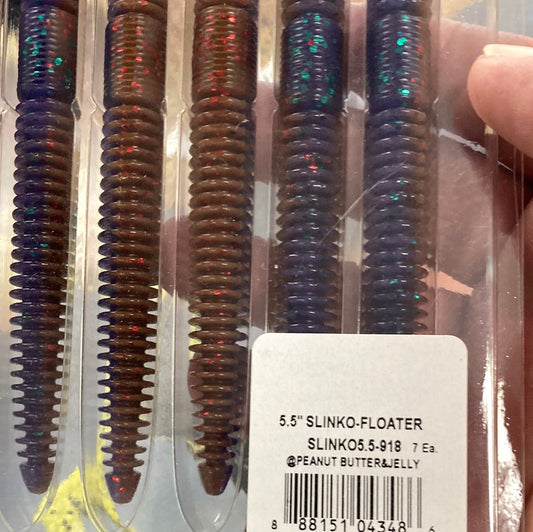 5.5" SLINKO-FLOATER
SLINKO5.5-918 7 Ea.
@PEANUT BUTTER&JELLY
8 88151 04348 6